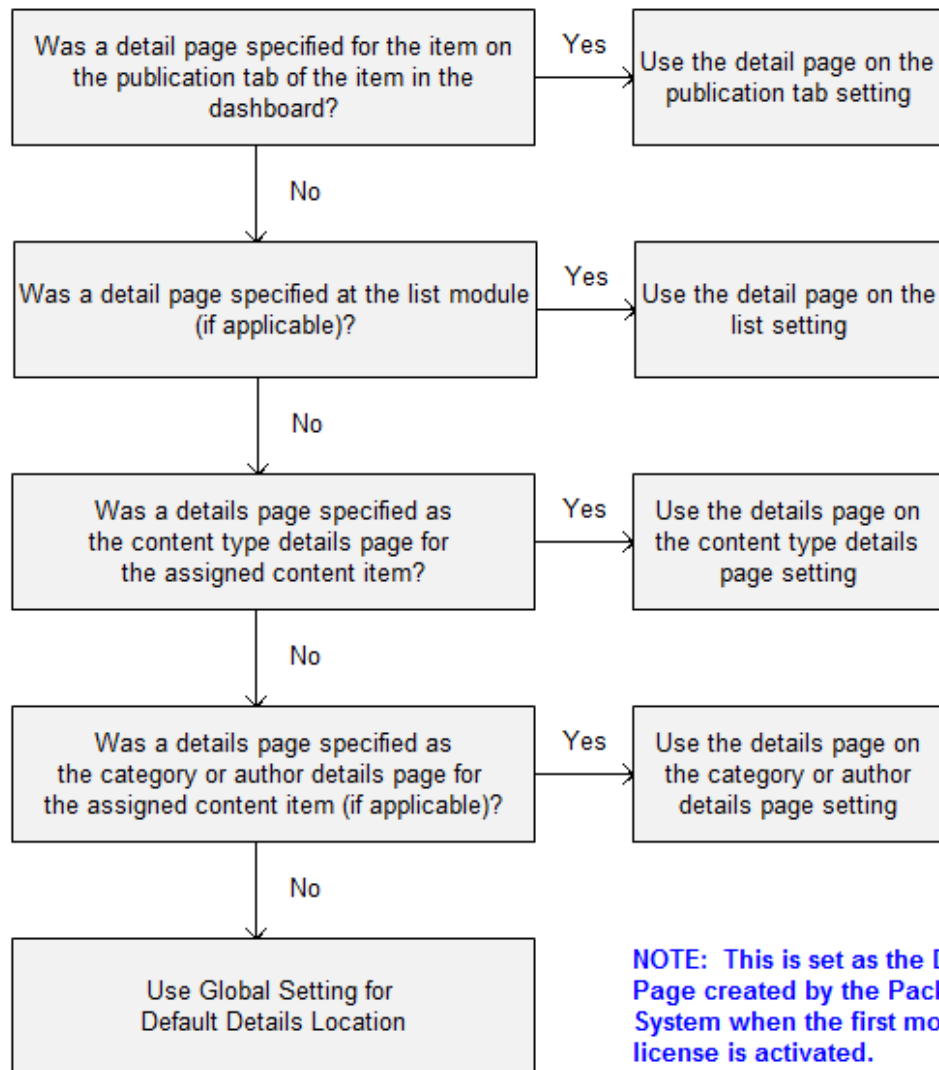 Was a detail page specified for the item on
the publication tab of the item in the
dashboard?
Yes
Use the detail page on the
publication tab setting
No
Was a detail page specified at the list module
(if applicable)?
Yes
Use the detail page on the
list setting
No
Was a details page specified as
the content type details page for
the assigned content item?
Yes
Use the details page on
the content type details
page setting
No
Was a details page specified as
the category or author details page for
the assigned content item (if applicable)?
Yes
Use the details page on
the category or author
details page setting
No
Use Global Setting for
Default Details Location
NOTE: This is set as the
Page created by the
System when the first
license is activated.